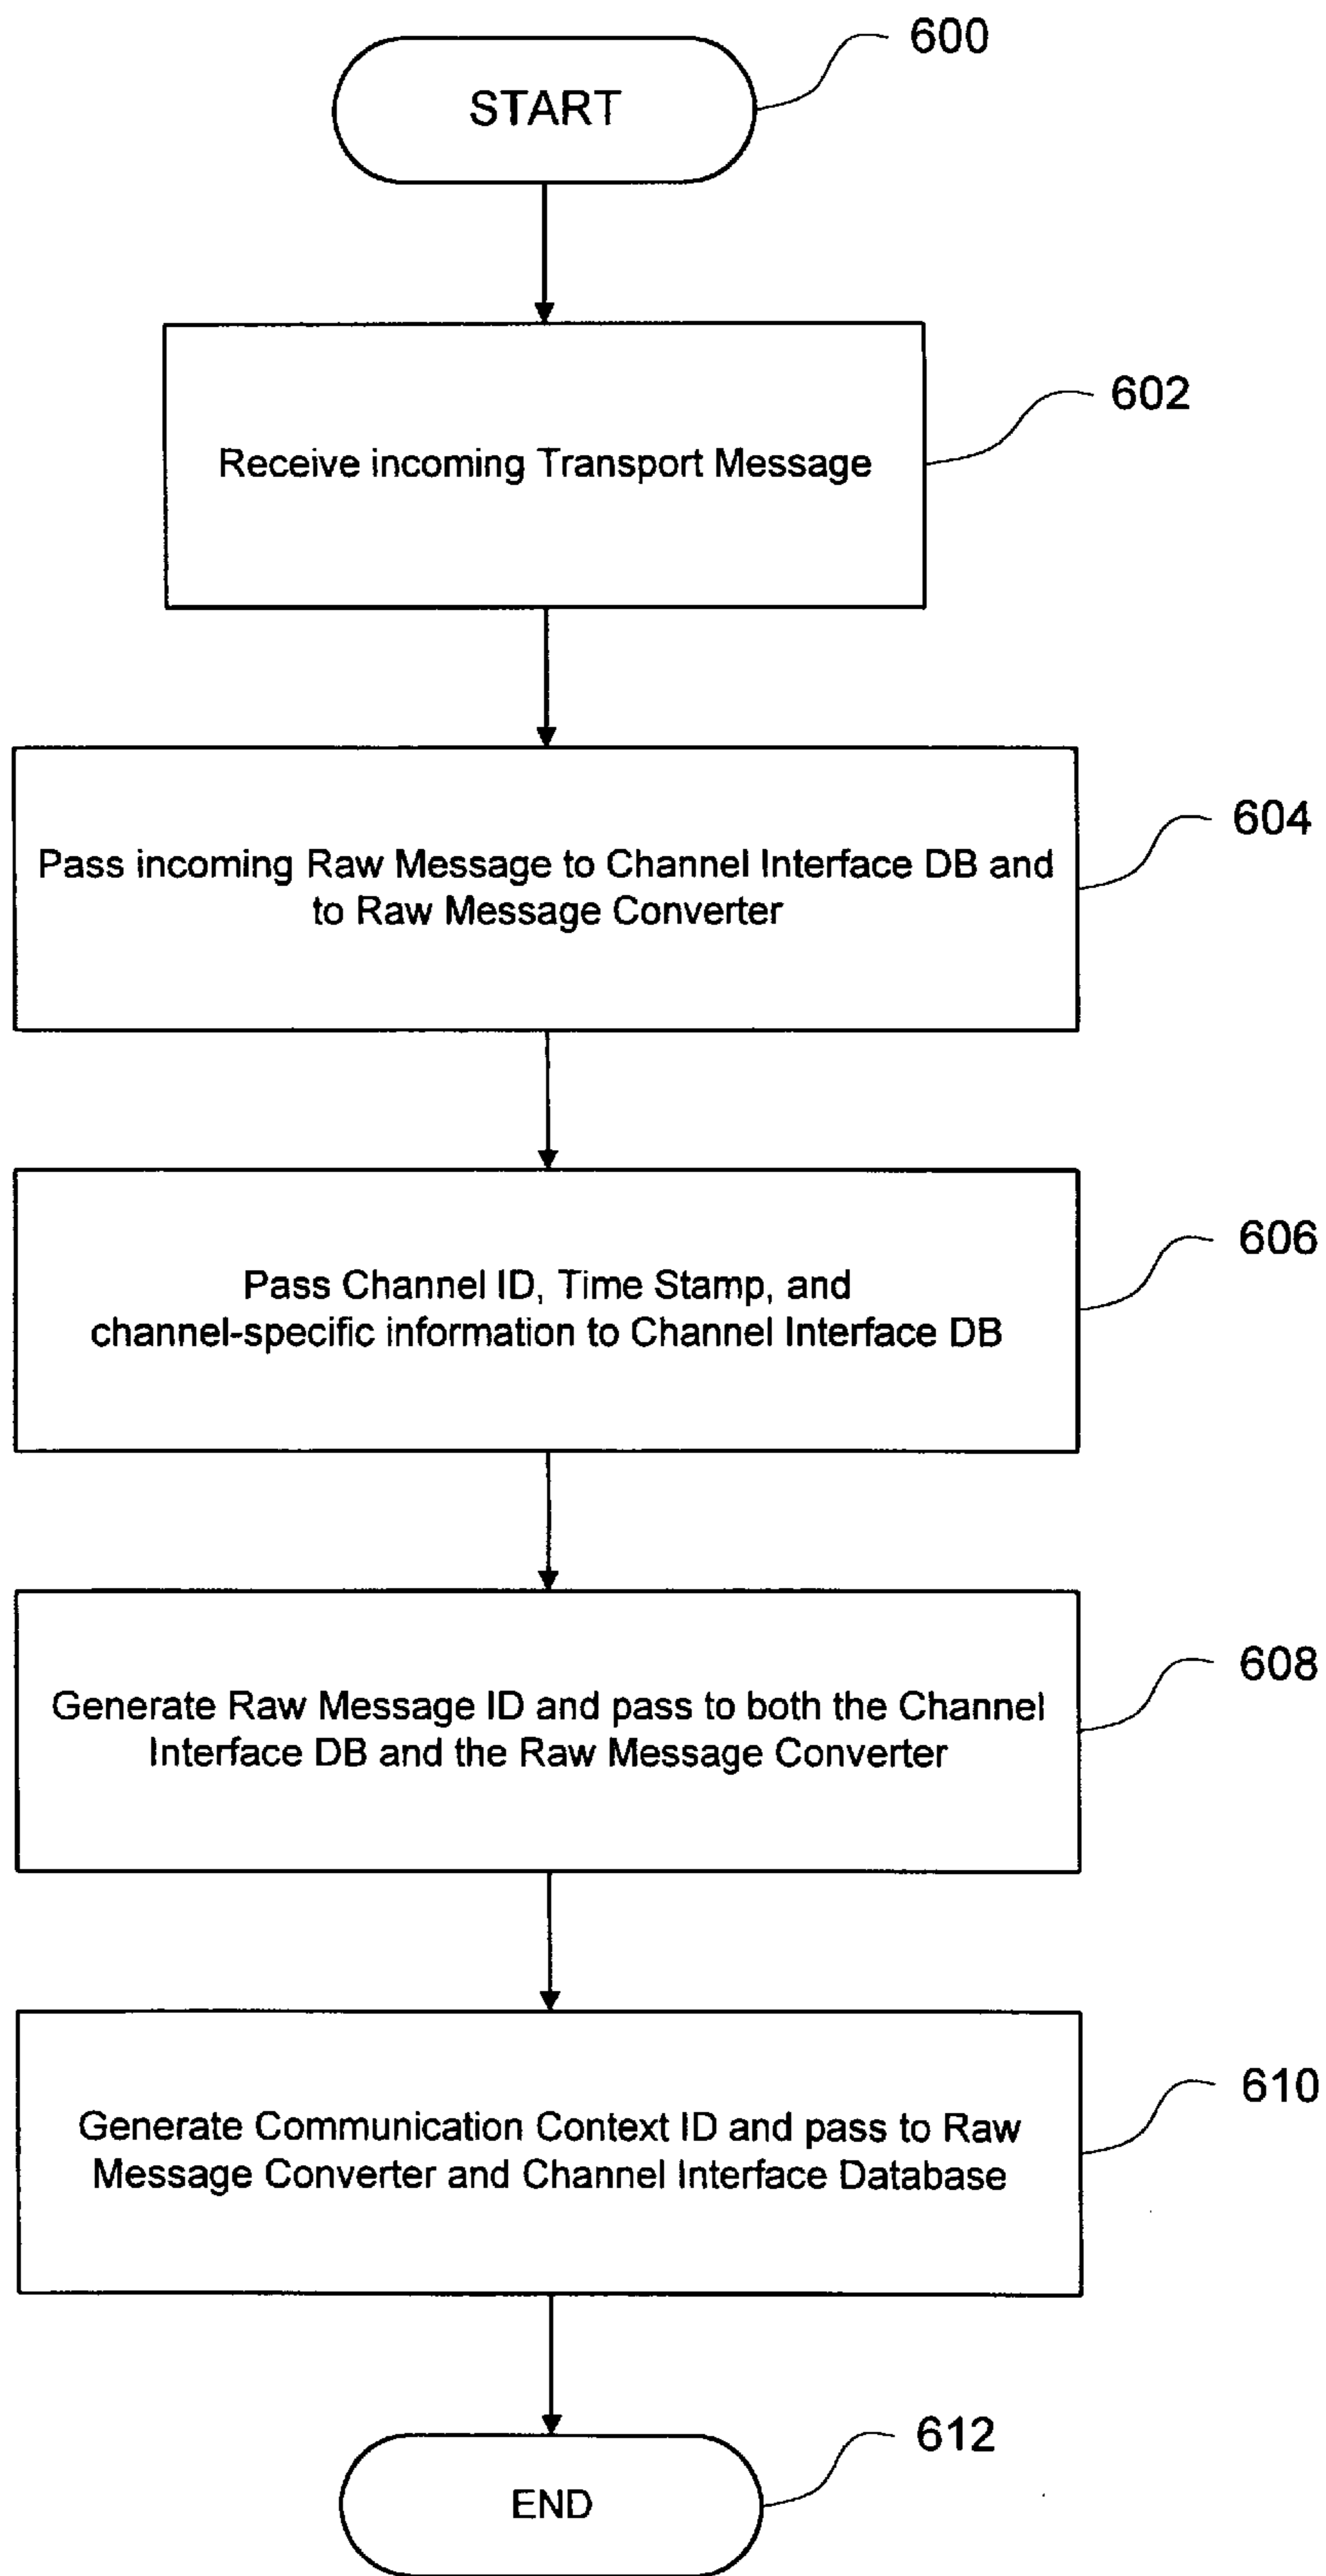 600
START
602
Receive incoming Transport Message
604
Pass incoming Raw Message to Channel Interface DB and
to Raw Message Converter
606
Pass Channel ID, Time Stamp, and
channel-specific information to Channel Interface DB
608
Generate Raw Message ID and pass to both the Channel
Interface DB and the Raw Message Converter
610
Generate Communication Context ID and pass to Raw
Message Converter and Channel Interface Database
612
END